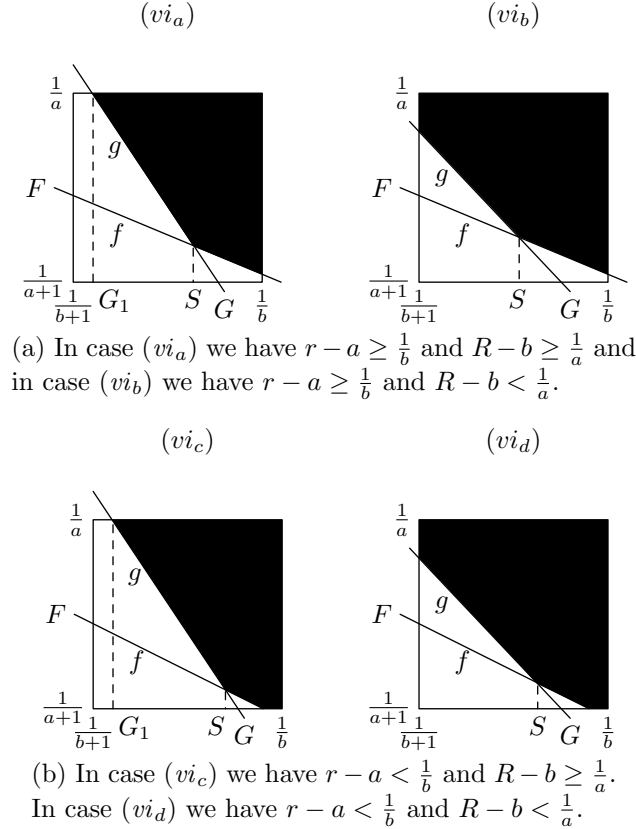 (vi_a) (vi_b)
1/a 1/a
g g
F F
f f
1/(a+1) 1/(a+1)
1/(b+1) G_1 S G 1/b 1/(b+1) S G 1/b
(a) In case (vi_a) we have r − a ≥ 1/b and R − b ≥ 1/a and
in case (vi_b) we have r − a ≥ 1/b and R − b < 1/a.
(vi_c) (vi_d)
1/a 1/a
g g
F F
f f
1/(a+1) 1/(a+1)
1/(b+1) G_1 S G 1/b 1/(b+1) S G 1/b
(b) In case (vi_c) we have r − a < 1/b and R − b ≥ 1/a.
In case (vi_d) we have r − a < 1/b and R − b < 1/a.